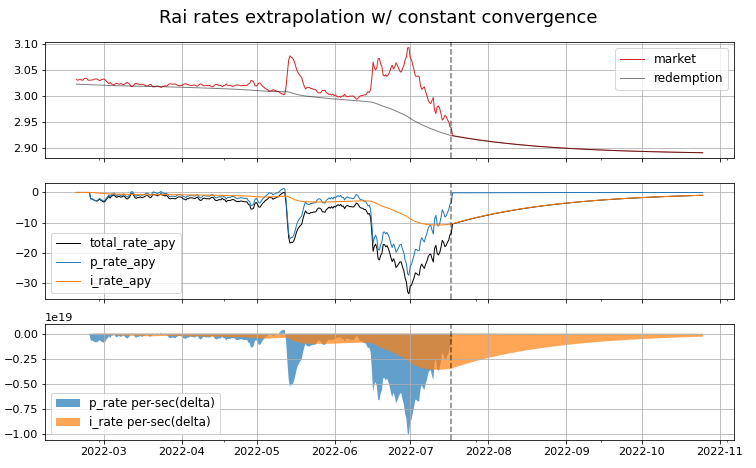 Rai rates extrapolation w/ constant convergence
3.10
3.05
3.00
2.95
2.90
market
redemption
0
−10
−20
−30
total_rate_apy
p_rate_apy
i_rate_apy
1e19
0.00
−0.25
−0.50
−0.75
−1.00
p_rate per-sec(delta)
i_rate per-sec(delta)
2022-03 2022-04 2022-05 2022-06 2022-07 2022-08 2022-09 2022-10 2022-11